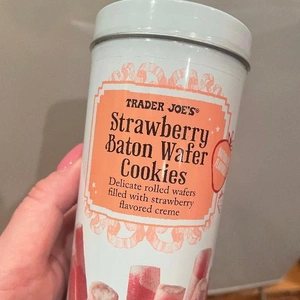 TRADER JOE'S®
Strawberry
Baton Wafer
Cookies
Delicate rolled wafers
filled with strawberry
flavored creme